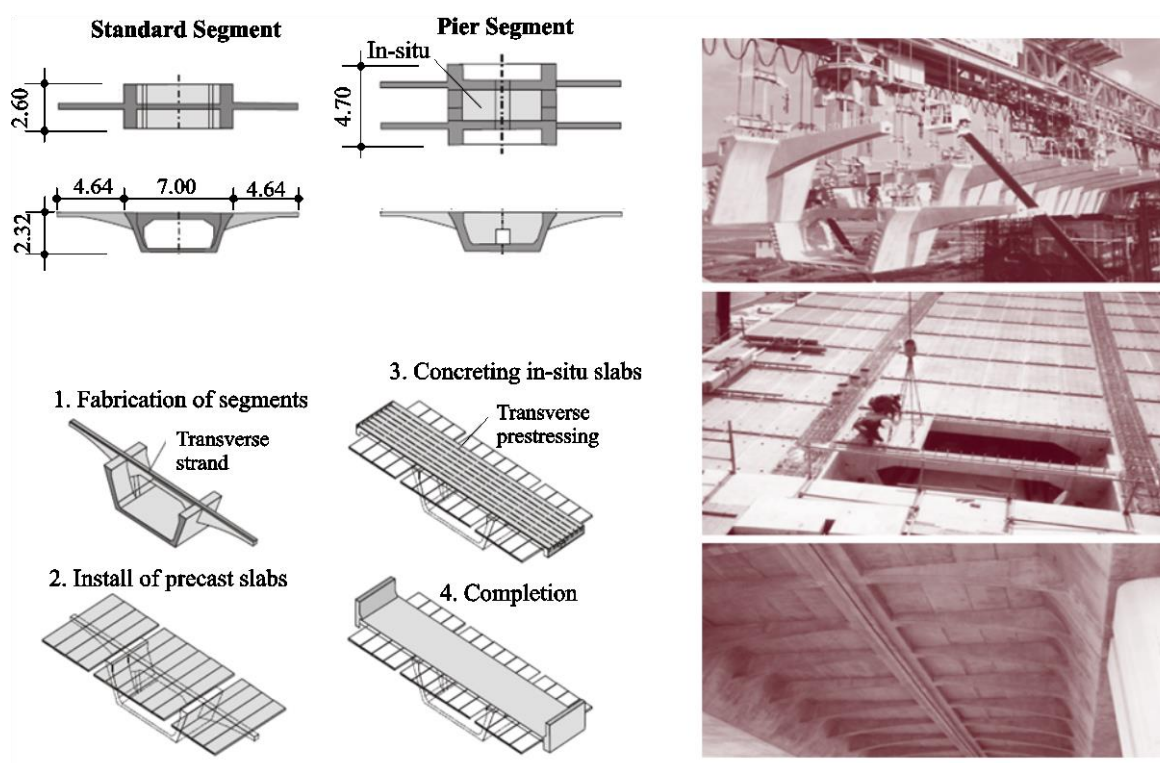 Standard Segment
Pier Segment
In-situ
2.60
4.70
4.64
7.00
4.64
2.32
3. Concreting in-situ slabs
1. Fabrication of segments
Transverse
prestressing
Transverse
strand
2. Install of precast slabs
4. Completion